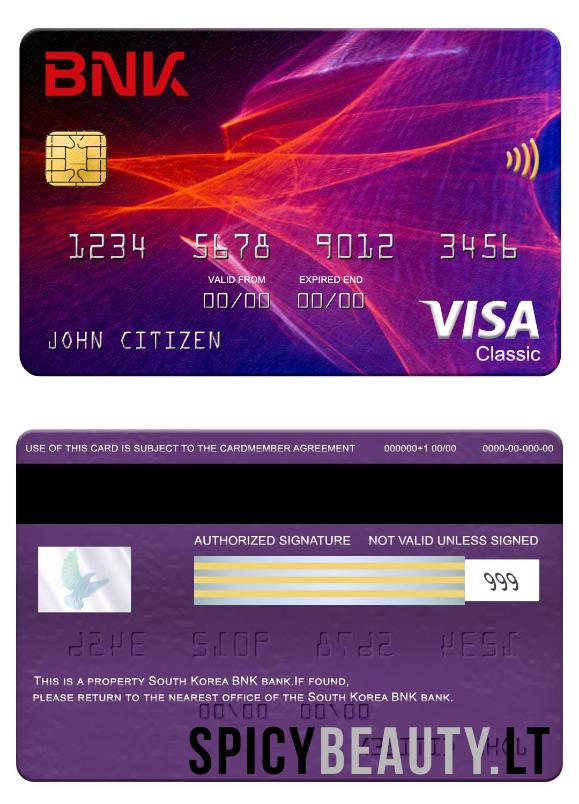 BNK
1234 5678 9012 3456
VALID FROM EXPIRED END
00/00 00/00
VISA
JOHN CITIZEN
Classic
USE OF THIS CARD IS SUBJECT TO THE CARDMEMBER AGREEMENT 000000+1 00/00 0000-00-000-00
AUTHORIZED SIGNATURE NOT VALID UNLESS SIGNED
999
THIS IS A PROPERTY SOUTH KOREA BNK BANK.IF FOUND,
PLEASE RETURN TO THE NEAREST OFFICE OF THE SOUTH KOREA BNK BANK.
00\00 00\00
SPICYBEAUTY.LT